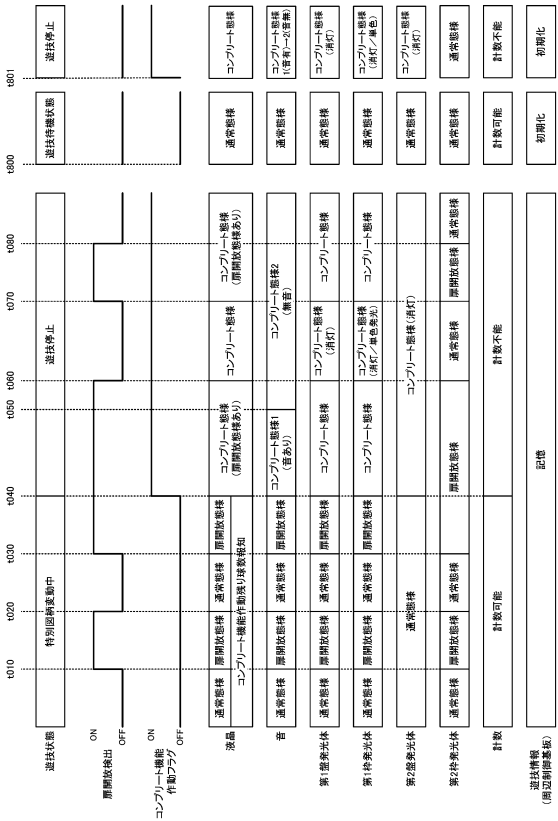 t010
t020
t030
t040
t050
t060
t070
t080
t800
t801
遊技状態
特別図柄変動中
遊技停止
遊技待機状態
遊技停止
扉開放検出
ON
OFF
コンプリート機能
作動フラグ
ON
OFF
液晶
通常態様
扉開放態様
通常態様
扉開放態様
コンプリート機能作動残り球数報知
コンプリート態様
(扉開放態様あり)
コンプリート態様
コンプリート態様
(扉開放態様あり)
通常態様
コンプリート態様
音
通常態様
扉開放態様
通常態様
扉開放態様
コンプリート態様1
(音あり)
コンプリート態様2
(無音)
通常態様
コンプリート態様
1(音有)→2(音無)
第1盤発光体
通常態様
扉開放態様
通常態様
扉開放態様
コンプリート態様
コンプリート態様
(消灯)
コンプリート態様
通常態様
コンプリート態様
(消灯)
第1枠発光体
通常態様
扉開放態様
通常態様
扉開放態様
コンプリート態様
コンプリート態様
(消灯/単色発光)
コンプリート態様
通常態様
コンプリート態様
(消灯/単色)
第2盤発光体
通常態様
コンプリート態様(消灯)
通常態様
コンプリート態様
(消灯)
第2枠発光体
通常態様
扉開放態様
通常態様
扉開放態様
通常態様
扉開放態様
通常態様
通常態様
通常態様
計数
計数可能
計数不能
計数可能
計数不能
遊技情報
(周辺制御基板)
記憶
初期化
初期化